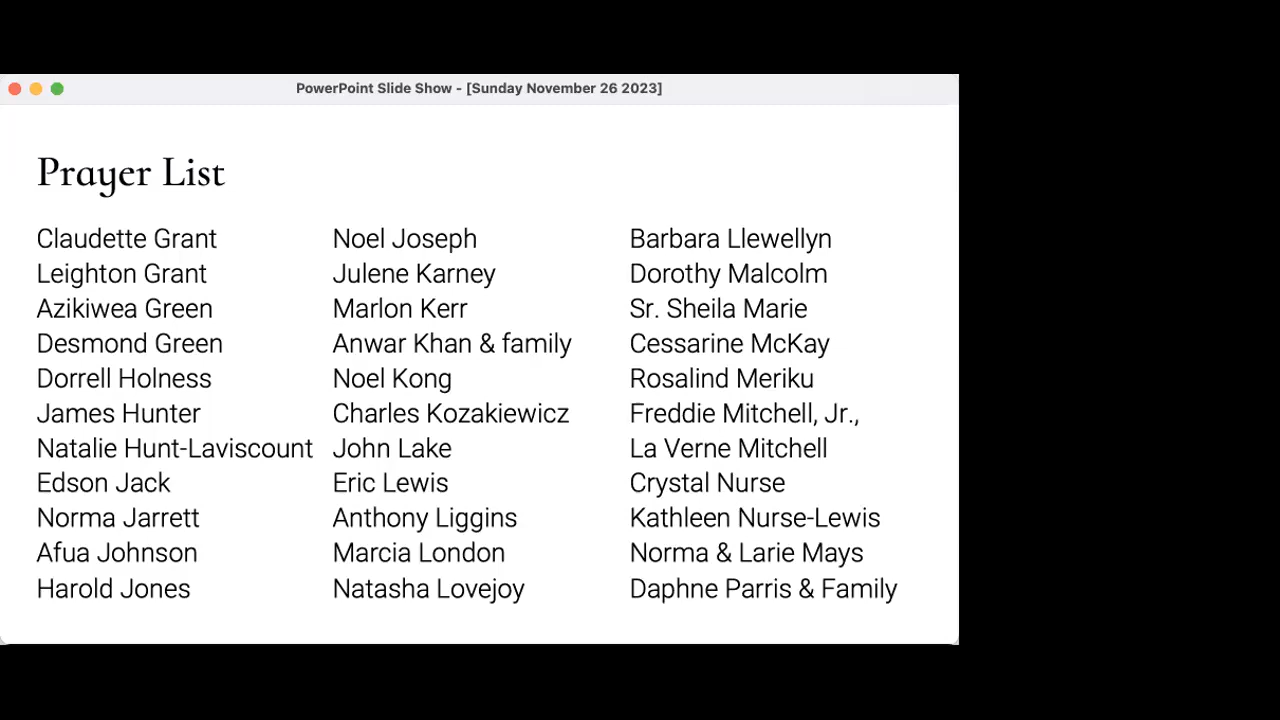 PowerPoint Slide Show - [Sunday November 26 2023]
Prayer List
Claudette Grant
Leighton Grant
Azikiwea Green
Desmond Green
Dorrell Holness
James Hunter
Natalie Hunt-Laviscount
Edson Jack
Norma Jarrett
Afua Johnson
Harold Jones
Noel Joseph
Julene Karney
Marlon Kerr
Anwar Khan & family
Noel Kong
Charles Kozakiewicz
John Lake
Eric Lewis
Anthony Liggins
Marcia London
Natasha Lovejoy
Barbara Llewellyn
Dorothy Malcolm
Sr. Sheila Marie
Cessarine McKay
Rosalind Meriku
Freddie Mitchell, Jr.,
La Verne Mitchell
Crystal Nurse
Kathleen Nurse-Lewis
Norma & Larie Mays
Daphne Parris & Family